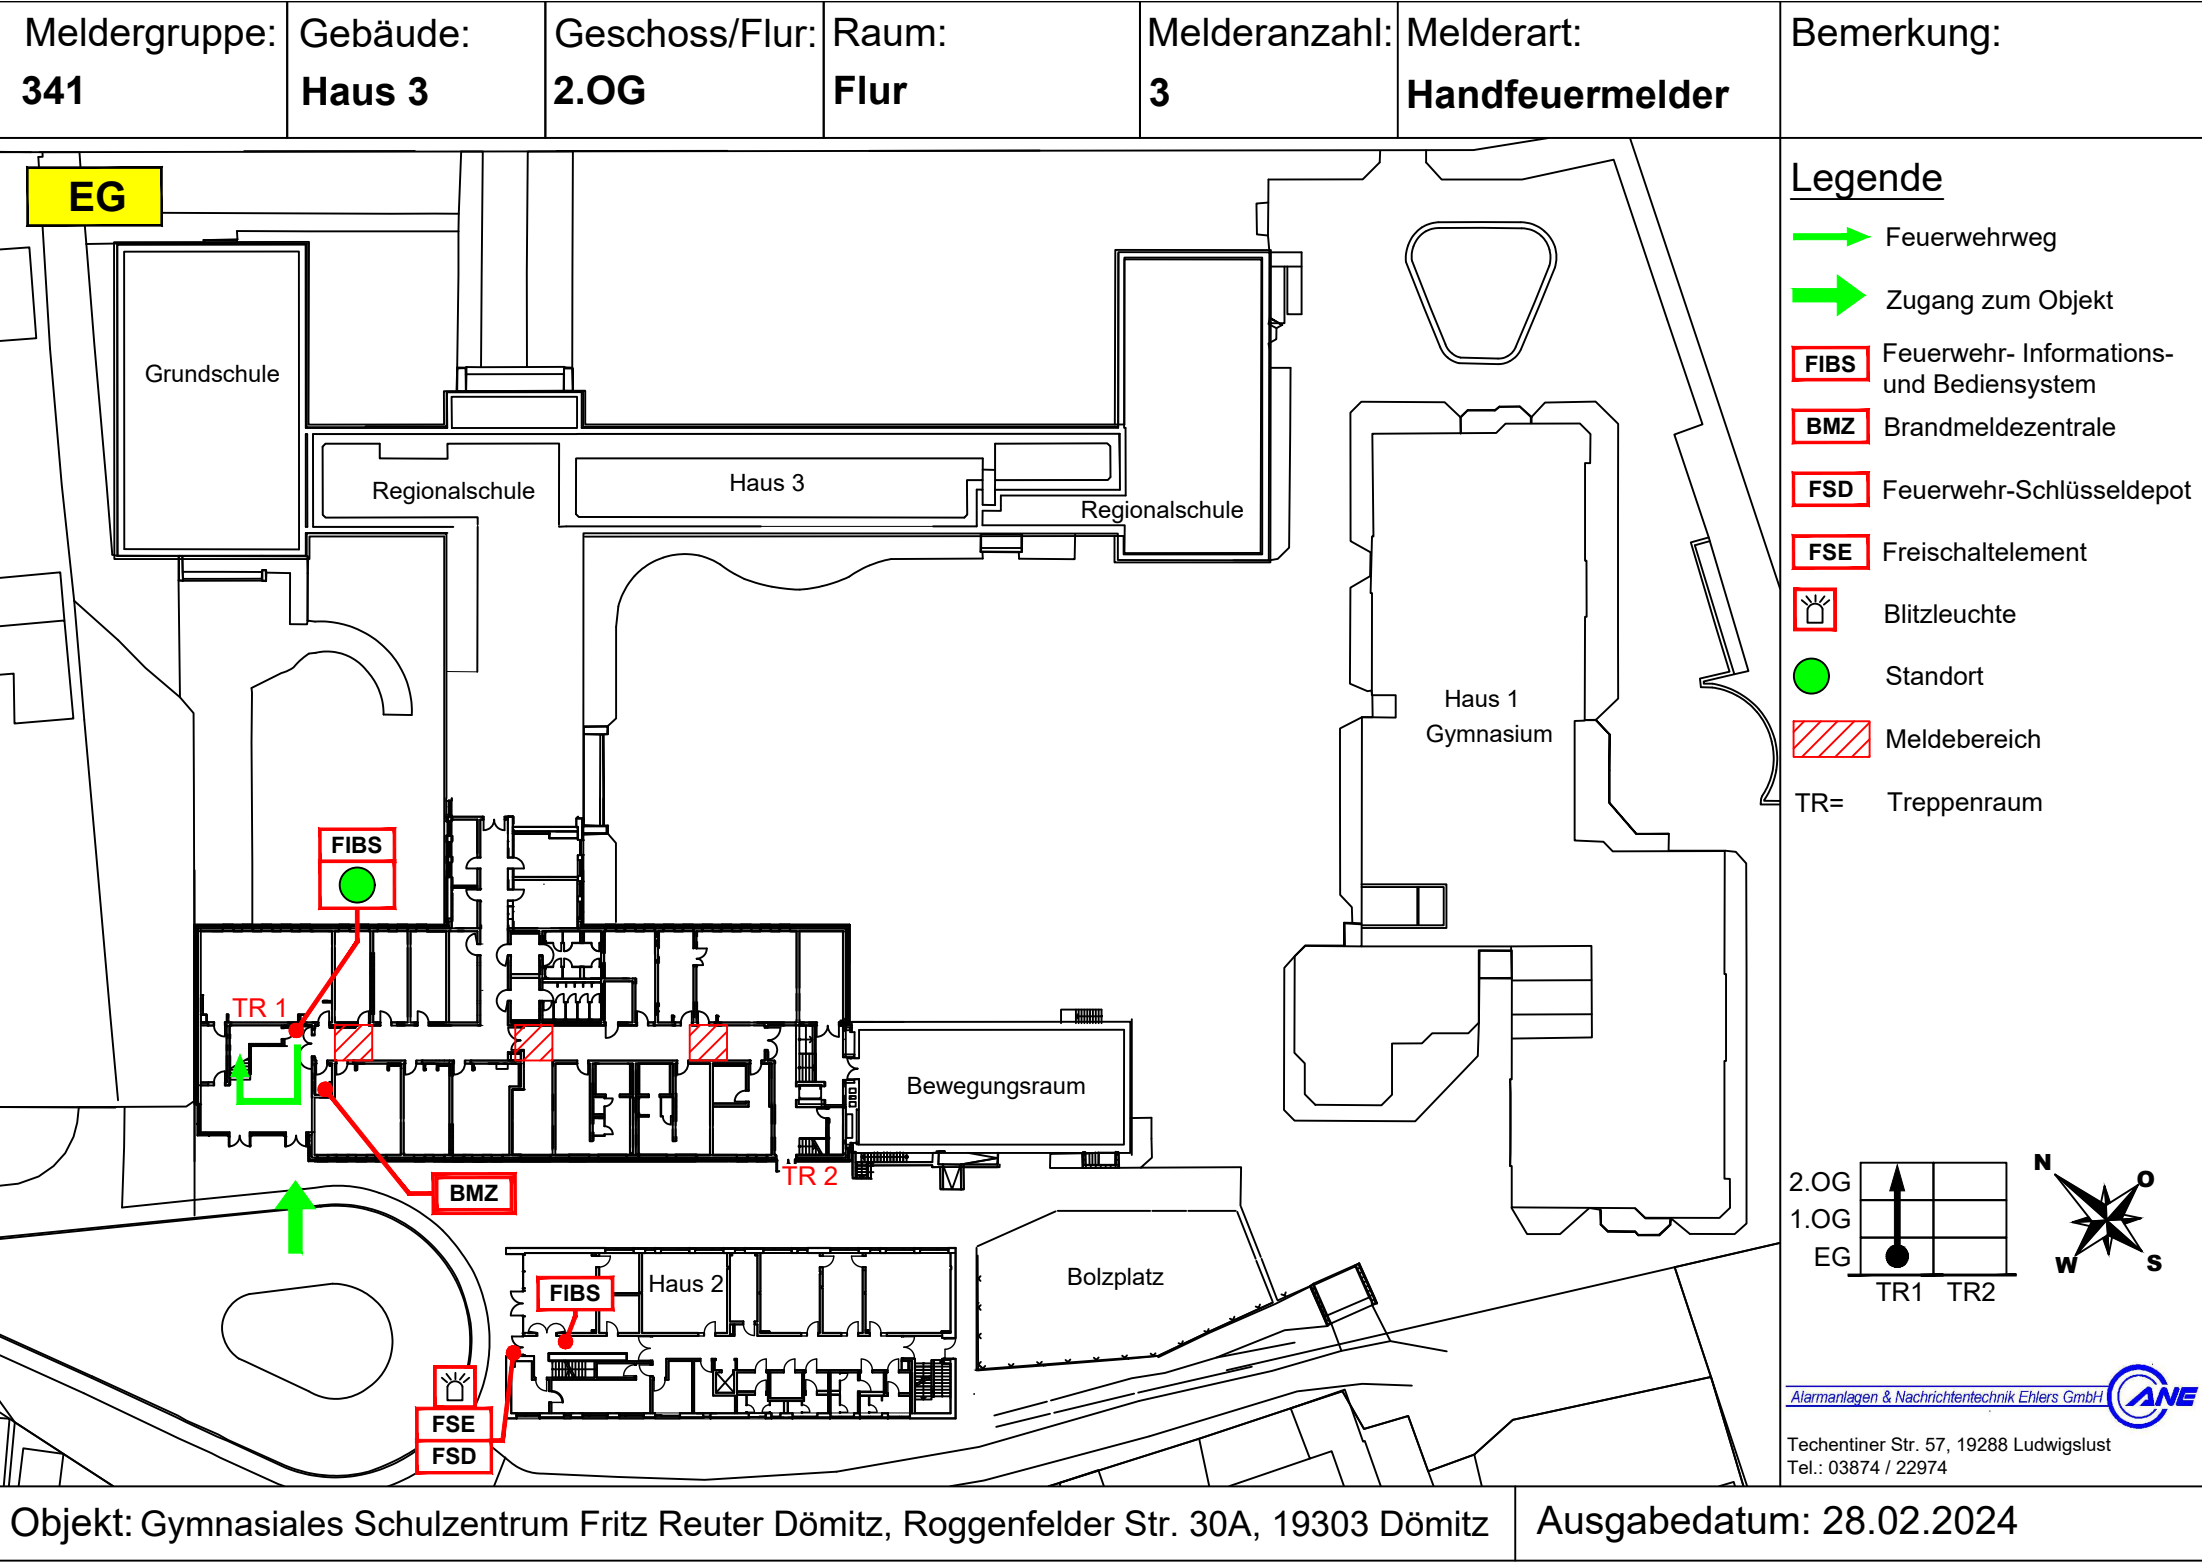 Meldergruppe: Gebäude: Geschoss/Flur: Raum: Melderanzahl: Melderart: Bemerkung:
341 Haus 3 2.OG Flur 3 Handfeuermelder
EG
Legende
Feuerwehrweg
Zugang zum Objekt
FIBS Feuerwehr- Informations-
und Bediensystem
BMZ Brandmeldezentrale
FSD Feuerwehr-Schlüsseldepot
FSE Freischaltelement
Blitzleuchte
Standort
Meldebereich
TR= Treppenraum
Grundschule
Regionalschule
Haus 3
Regionalschule
Haus 1
Gymnasium
FIBS
TR 1
Bewegungsraum
TR 2
BMZ
Haus 2
FIBS
Bolzplatz
FSE
FSD
2.OG
1.OG
EG
TR1 TR2
N
O
W
S
Alarmanlagen & Nachrichtentechnik Ehlers GmbH ANE
Techentiner Str. 57, 19288 Ludwigslust
Tel.: 03874 / 22974
Objekt: Gymnasiales Schulzentrum Fritz Reuter Dömitz, Roggenfelder Str. 30A, 19303 Dömitz Ausgabedatum: 28.02.2024